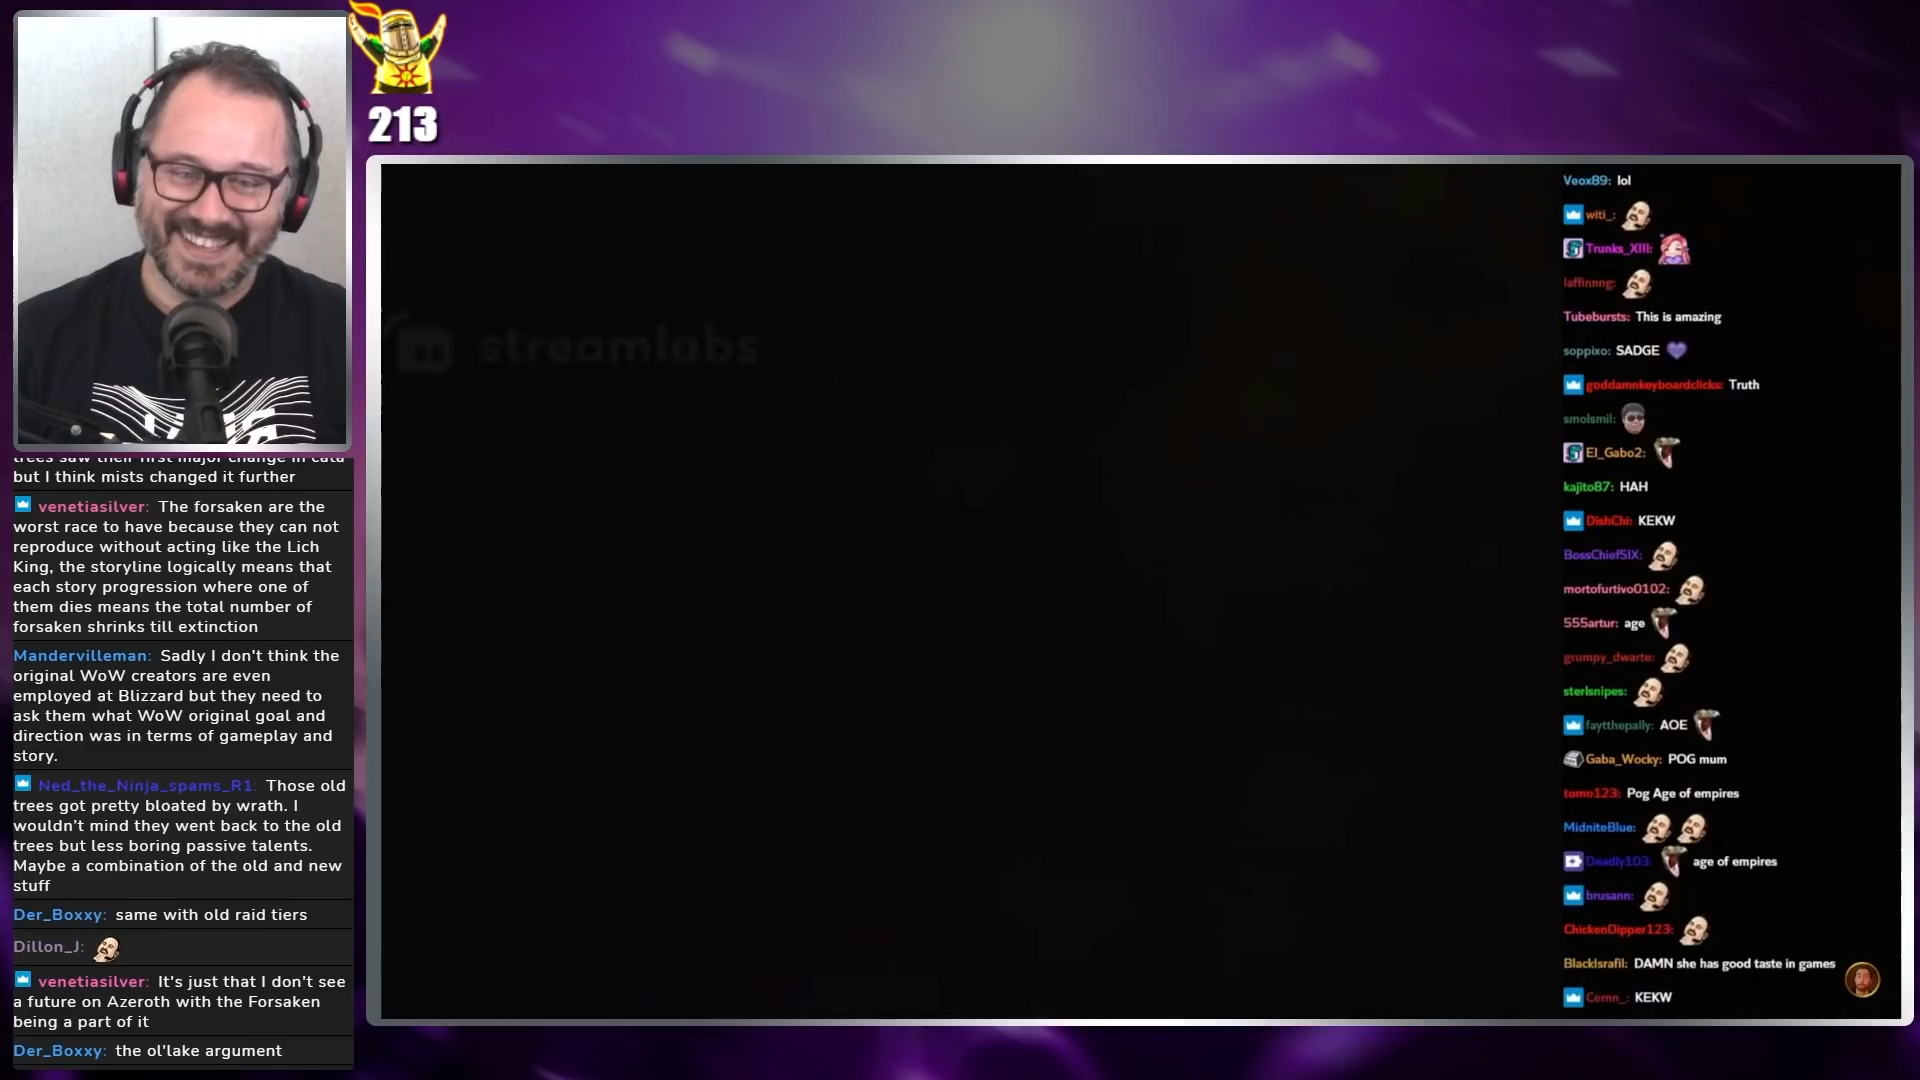 213
trees saw their first major change in cata
but I think mists changed it further
venetiasilver: The forsaken are the
worst race to have because they can not
reproduce without acting like the Lich
King, the storyline logically means that
each story progression where one of
them dies means the total number of
forsaken shrinks till extinction
Mandervilleman: Sadly I don't think the
original WoW creators are even
employed at Blizzard but they need to
ask them what WoW original goal and
direction was in terms of gameplay and
story.
Ned_the_Ninja_spams_R1: Those old
trees got pretty bloated by wrath. I
wouldn't mind they went back to the old
trees but less boring passive talents.
Maybe a combination of the old and new
stuff
Der_Boxxy: same with old raid tiers
Dillon_J:
venetiasilver: It's just that I don't see
a future on Azeroth with the Forsaken
being a part of it
Der_Boxxy: the ol'lake argument
streamlabs
Veox89: lol
witi_:
Trunks_XIII:
laffinnng:
Tubebursts: This is amazing
soppixo: SADGE
goddamnkeyboardclicks: Truth
smolsmil:
El_Gabo2:
kajito87: HAH
DishChi: KEKW
BossChiefSIX:
mortofurtivo0102:
555artur: age
grumpy_dwarte:
sterlsnipes:
faytthepally: AOE
Gaba_Wocky: POG mum
tomo123: Pog Age of empires
MidniteBlue:
Deadly103: age of empires
brusann:
ChickenDipper123:
BlackIsrafil: DAMN she has good taste in games
Cemn_: KEKW